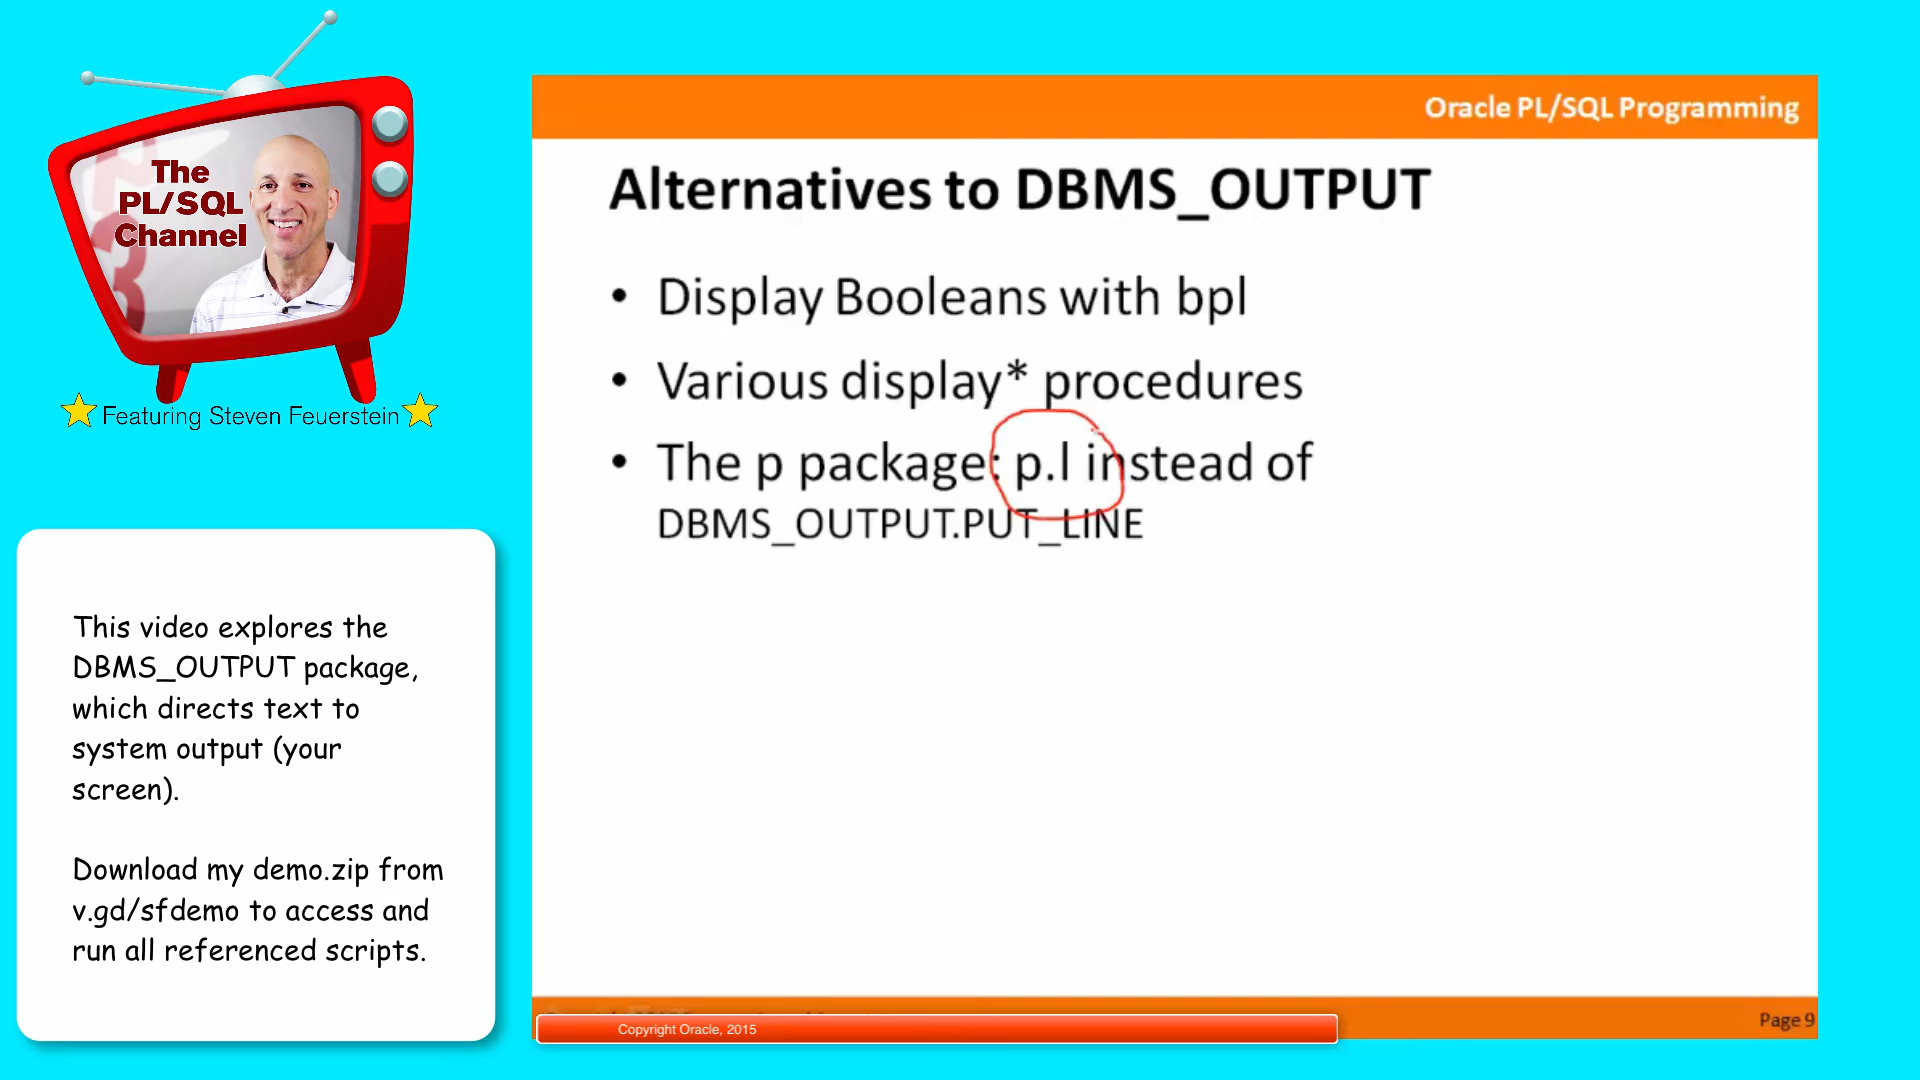 The
PL/SQL
Channel
Featuring Steven Feuerstein
This video explores the
DBMS_OUTPUT package,
which directs text to
system output (your
screen).
Download my demo.zip from
v.gd/sfdemo to access and
run all referenced scripts.
Oracle PL/SQL Programming
Alternatives to DBMS_OUTPUT
• Display Booleans with bpl
• Various display* procedures
• The p package: p.l instead of
DBMS_OUTPUT.PUT_LINE
Copyright Oracle, 2015
Page 9